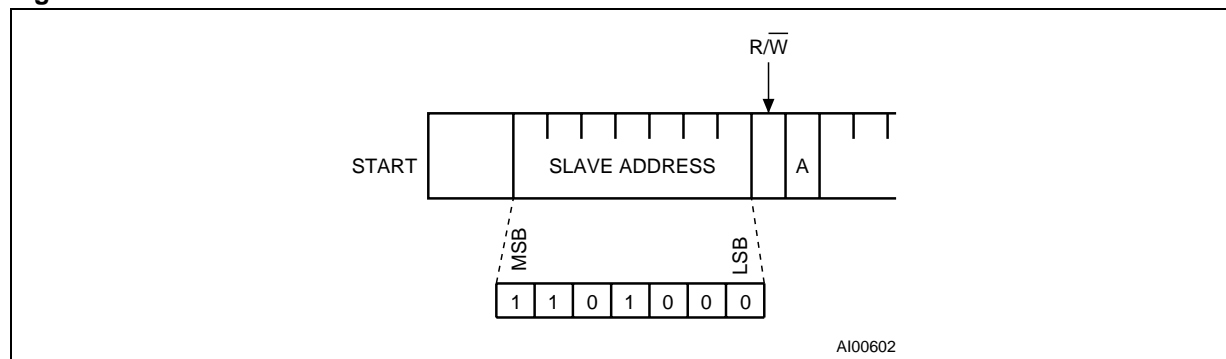 R/W̅
START
SLAVE ADDRESS
A
MSB
LSB
1 1 0 1 0 0 0
AI00602